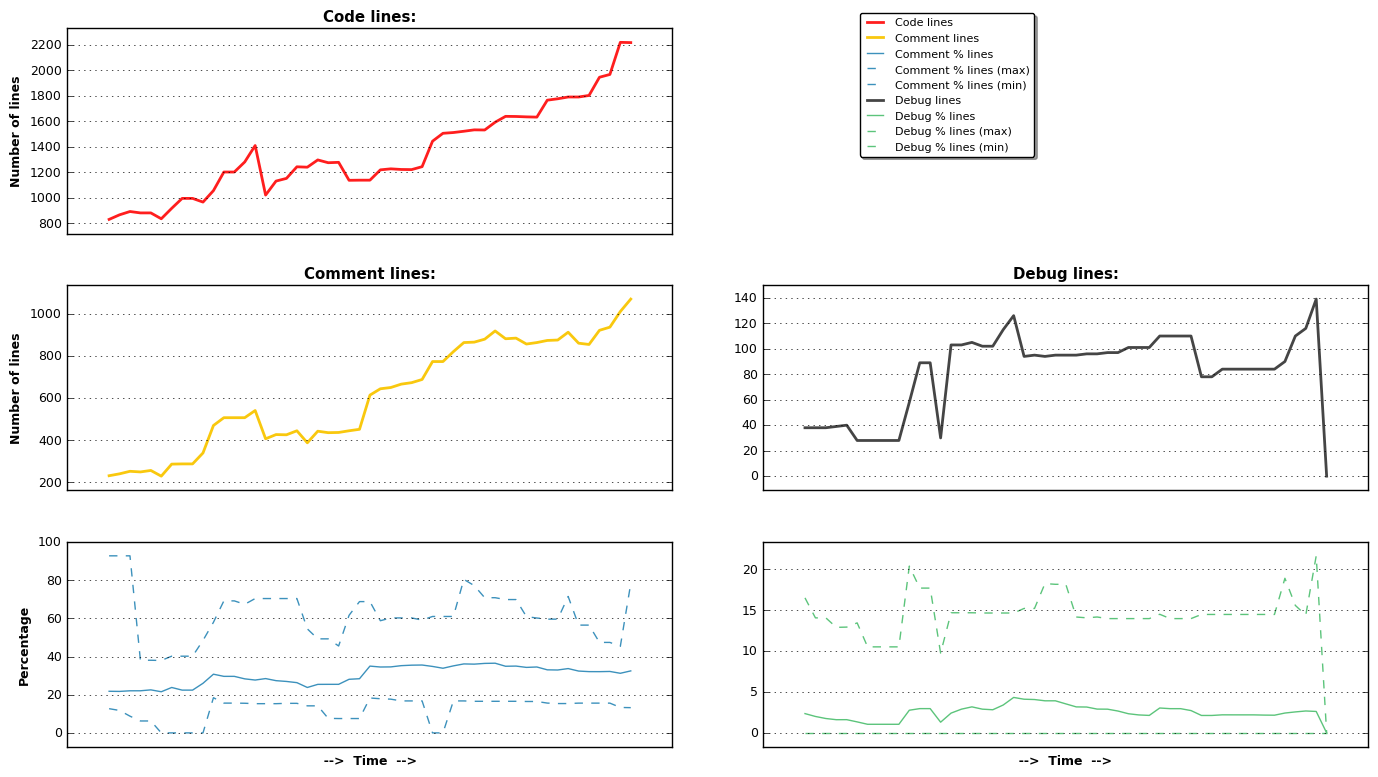 Code lines:
Number of lines
2200
2000
1800
1600
1400
1200
1000
800
Code lines
Comment lines
Comment % lines
Comment % lines (max)
Comment % lines (min)
Debug lines
Debug % lines
Debug % lines (max)
Debug % lines (min)
Comment lines:
Number of lines
1000
800
600
400
200
Debug lines:
140
120
100
80
60
40
20
0
Percentage
100
80
60
40
20
0
--> Time -->
20
15
10
5
0
--> Time -->